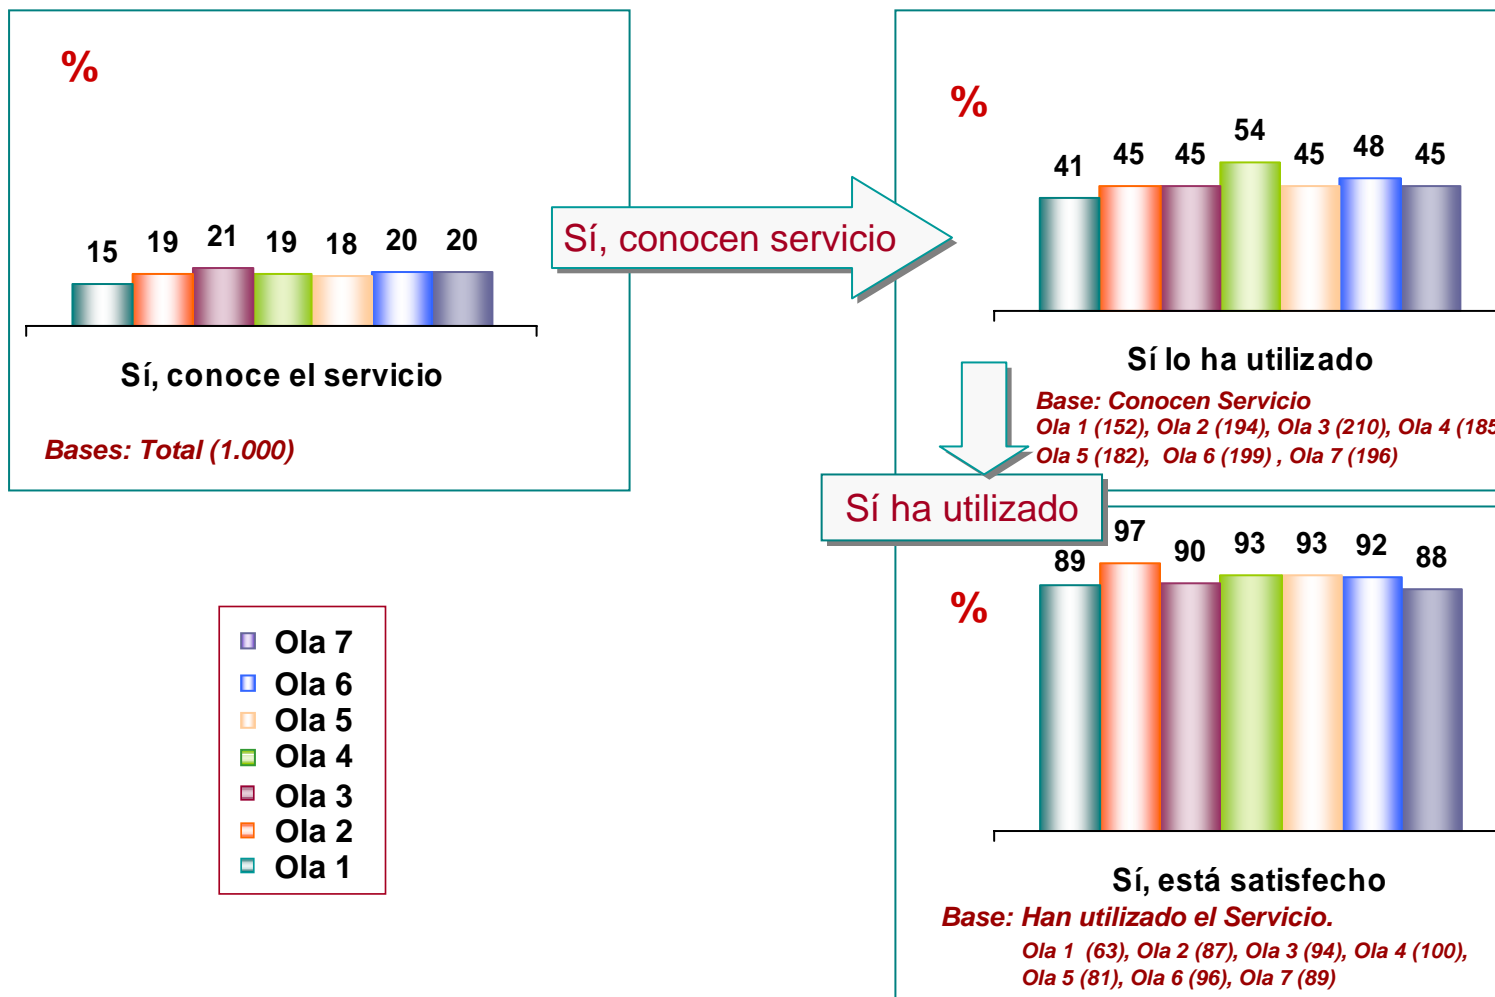 %
15 19 21 19 18 20 20
Sí, conoce el servicio
Bases: Total (1.000)
Sí, conocen servicio
%
41 45 45 54 45 48 45
Sí lo ha utilizado
Base: Conocen Servicio
Ola 1 (152), Ola 2 (194), Ola 3 (210), Ola 4 (185
Ola 5 (182), Ola 6 (199) , Ola 7 (196)
Sí ha utilizado
%
89 97 90 93 93 92 88
Sí, está satisfecho
Base: Han utilizado el Servicio.
Ola 1 (63), Ola 2 (87), Ola 3 (94), Ola 4 (100),
Ola 5 (81), Ola 6 (96), Ola 7 (89)
Ola 7
Ola 6
Ola 5
Ola 4
Ola 3
Ola 2
Ola 1